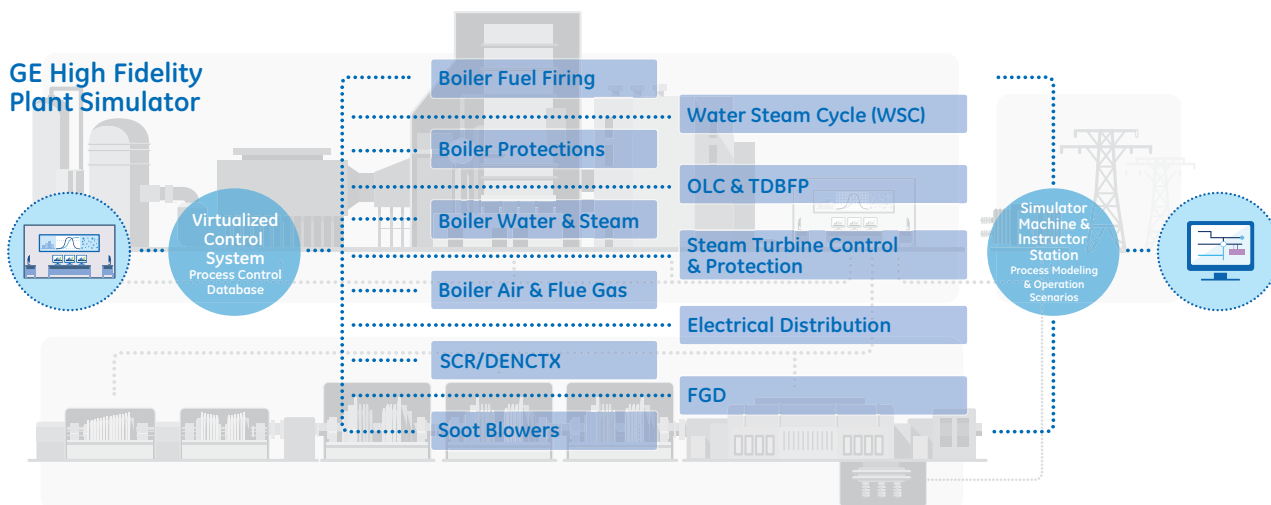 GE High Fidelity
Plant Simulator
Boiler Fuel Firing
Water Steam Cycle (WSC)
Boiler Protections
OLC & TDBFP
Virtualized
Control
System
Process Control
Database
Boiler Water & Steam
Steam Turbine Control
& Protection
Simulator
Machine &
Instructor
Station
Process Modeling
& Operation
Scenarios
Boiler Air & Flue Gas
Electrical Distribution
SCR/DENCTX
FGD
Soot Blowers